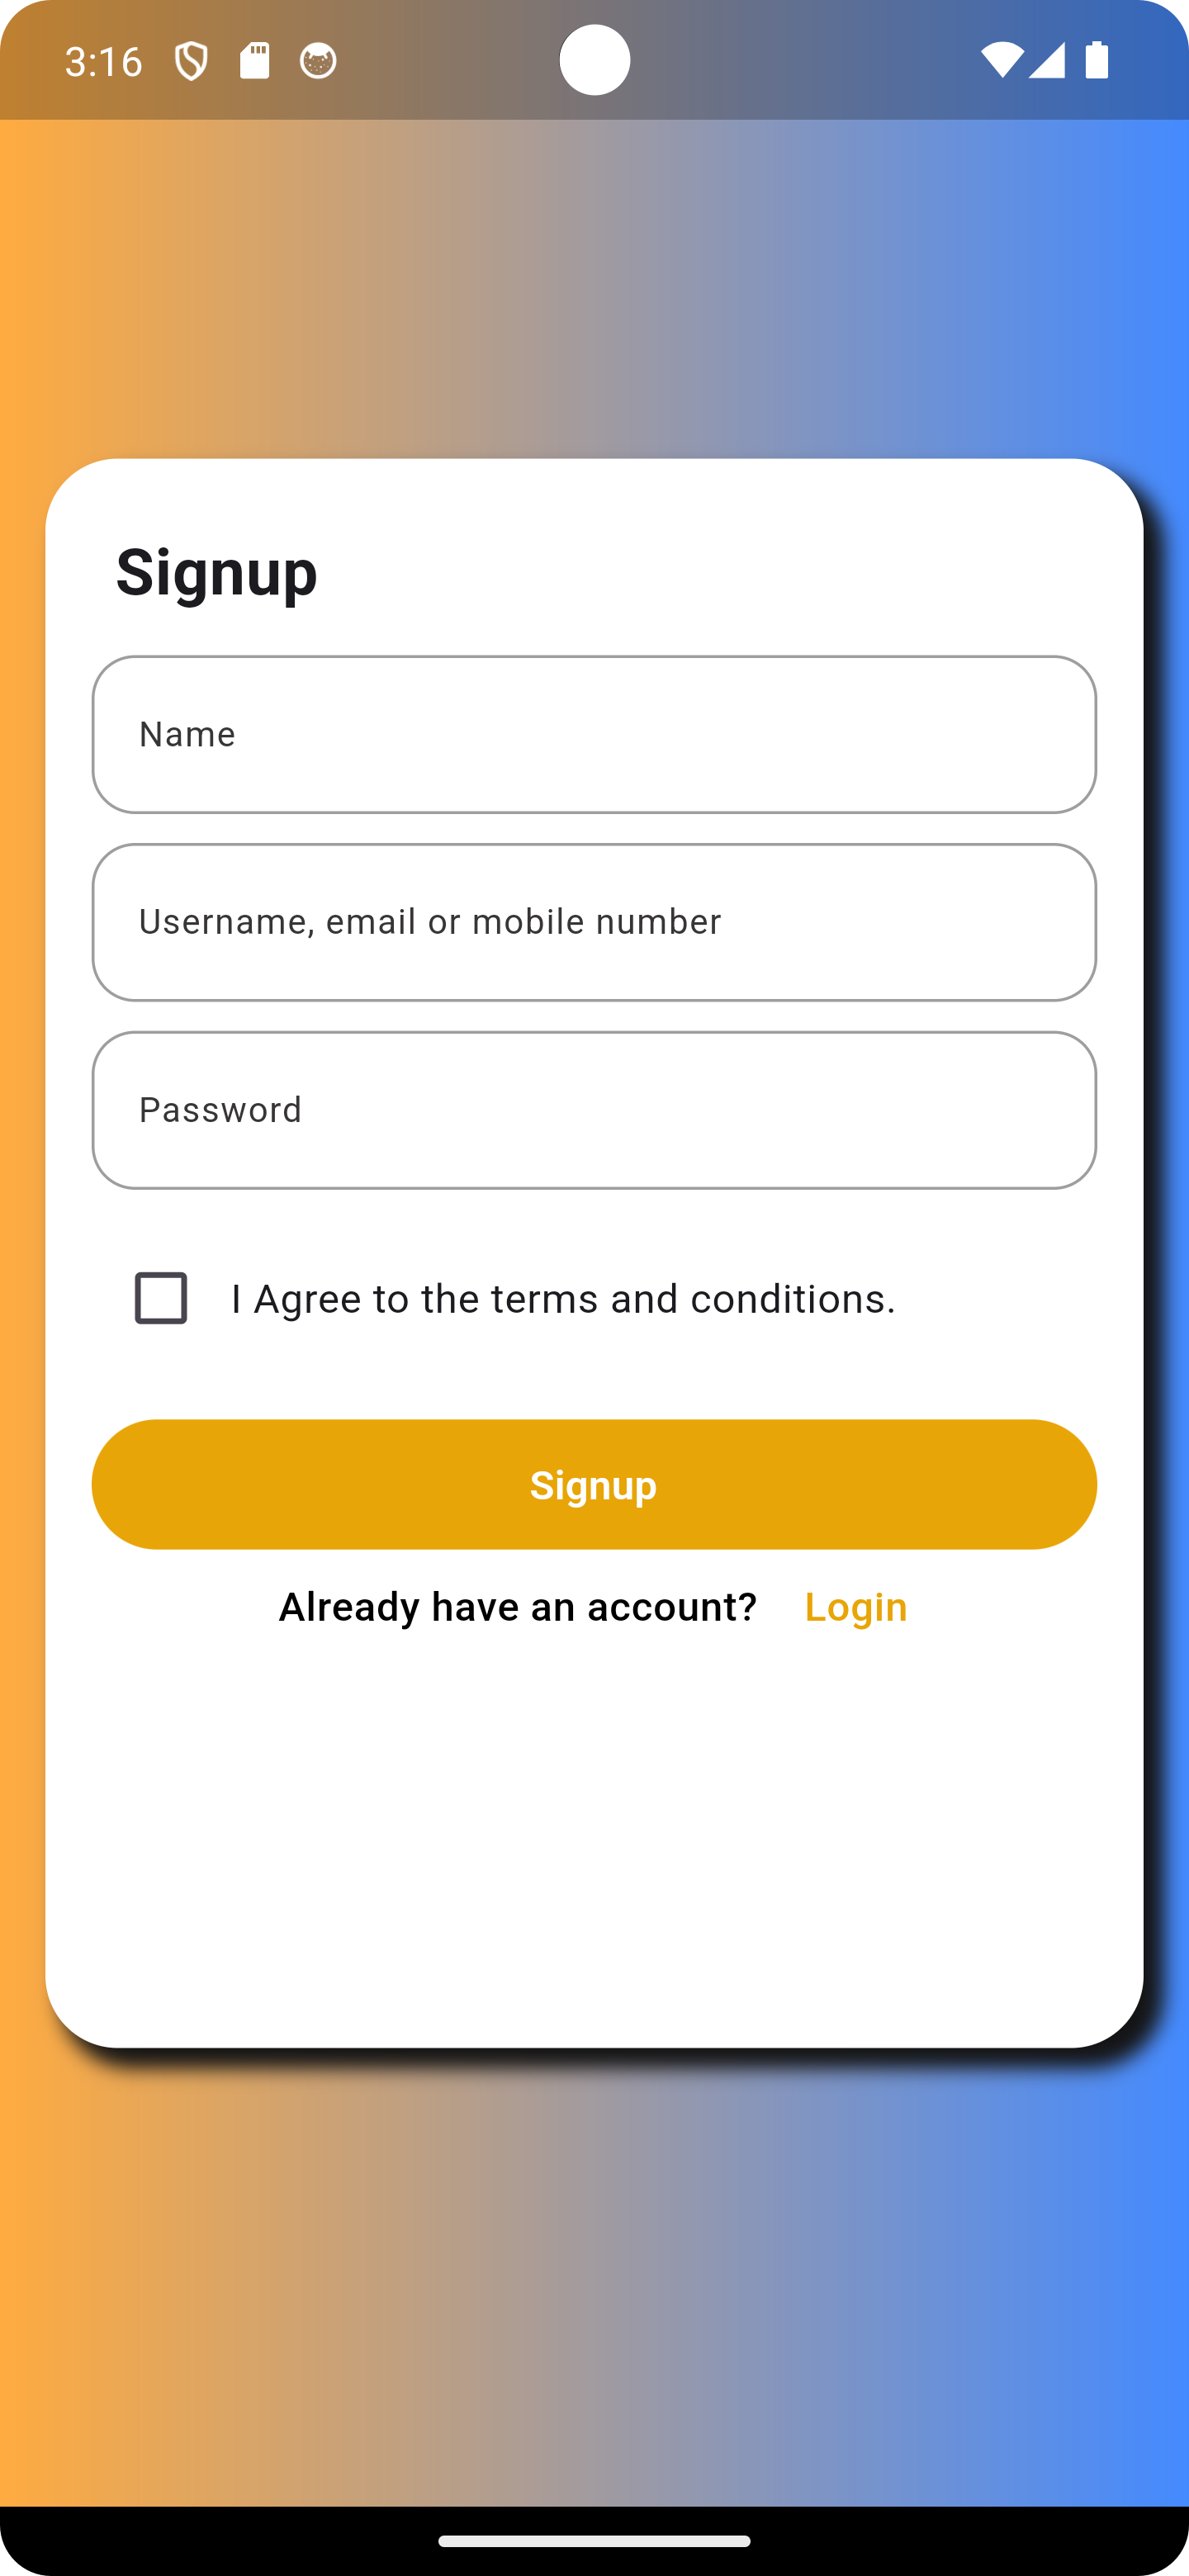 3:16
Signup
Name
Username, email or mobile number
Password
I Agree to the terms and conditions.
Signup
Already have an account? Login